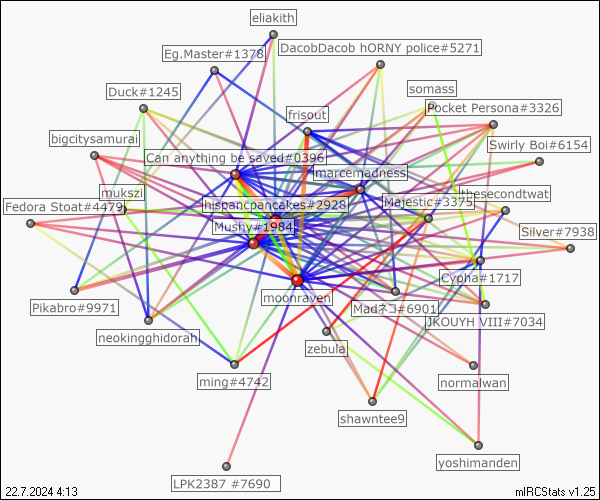 eliakith
Eg.Master#1378
DacobDacob hORNY police#5271
Duck#1245
somass
Pocket Persona#3326
frisout
bigcitysamurai
Swirly Boi#6154
Can anything be saved#0396
marcemadness
mukszi
thesecondtwat
Fedora Stoat#4479
hispanicpancakes#2928
Majestic#3375
Mushy#1984
Silver#7938
Cypha#1717
moonraven
Pikabro#9971
Madネコ#6901
JKOUYH VIII#7034
neokingghidorah
zebula
ming#4742
normalwan
shawntee9
yoshimanden
LPK2387 #7690
22.7.2024 4:13
mIRCStats v1.25